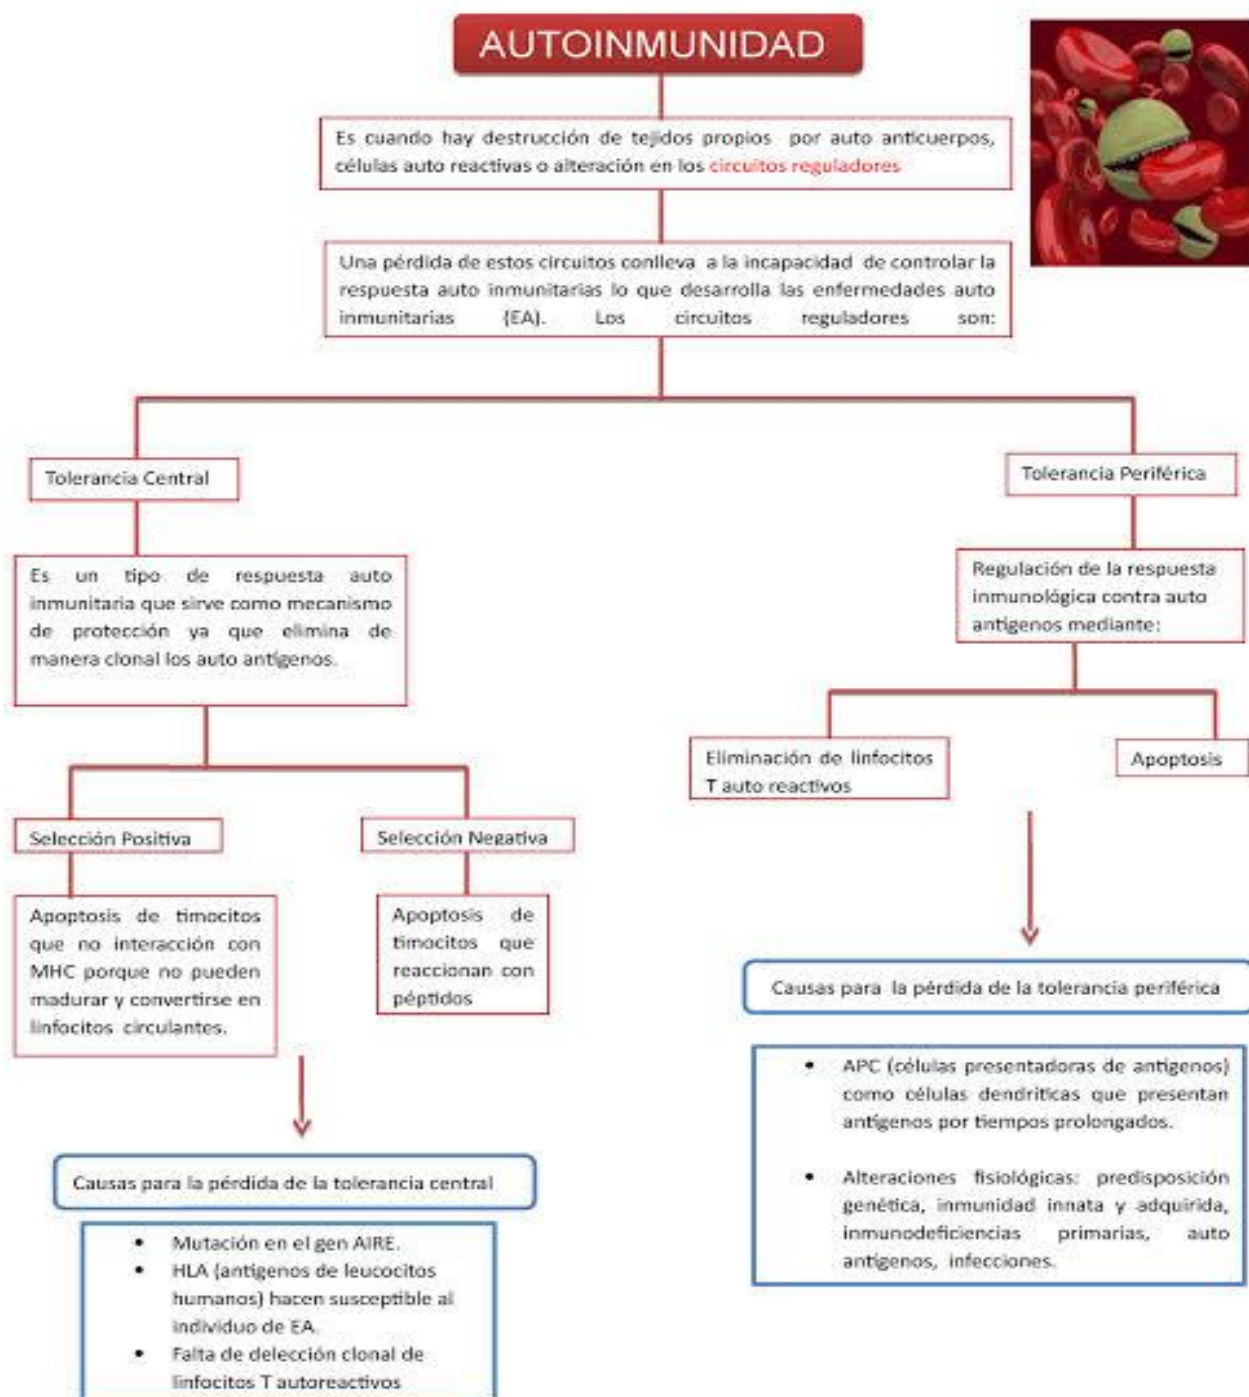 AUTOINMUNIDAD
Es cuando hay destrucción de tejidos propios por auto anticuerpos,
células auto reactivas o alteración en los circuitos reguladores
Una pérdida de estos circuitos conlleva a la incapacidad de controlar la
respuesta auto inmunitarias lo que desarrolla las enfermedades auto
inmunitarias (EA). Los circuitos reguladores son:
Tolerancia Central
Es un tipo de respuesta auto
inmunitaria que sirve como mecanismo
de protección ya que elimina de
manera clonal los auto antígenos.
Selección Positiva
Apoptosis de timocitos
que no interacción con
MHC porque no pueden
madurar y convertirse en
linfocitos circulantes.
Selección Negativa
Apoptosis de
timocitos que
reaccionan con
péptidos
Causas para la pérdida de la tolerancia central
• Mutación en el gen AIRE.
• HLA (antígenos de leucocitos
humanos) hacen susceptible al
individuo de EA.
• Falta de delección clonal de
linfocitos T autoreactivos
Tolerancia Periférica
Regulación de la respuesta
inmunológica contra auto
antígenos mediante:
Eliminación de linfocitos
T auto reactivos
Apoptosis
Causas para la pérdida de la tolerancia periférica
• APC (células presentadoras de antígenos)
como células dendríticas que presentan
antígenos por tiempos prolongados.
• Alteraciones fisiológicas: predisposición
genética, inmunidad innata y adquirida,
inmunodeficiencias primarias, auto
antígenos, infecciones.